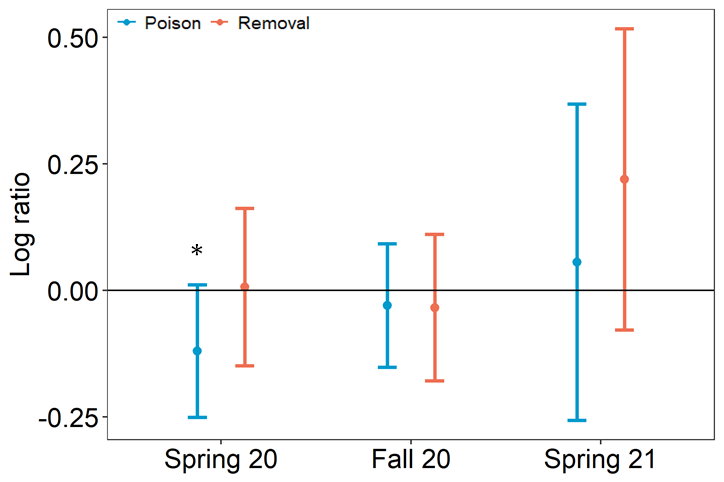 Poison Removal
Log ratio
0.50
0.25
0.00
-0.25
*
Spring 20 Fall 20 Spring 21